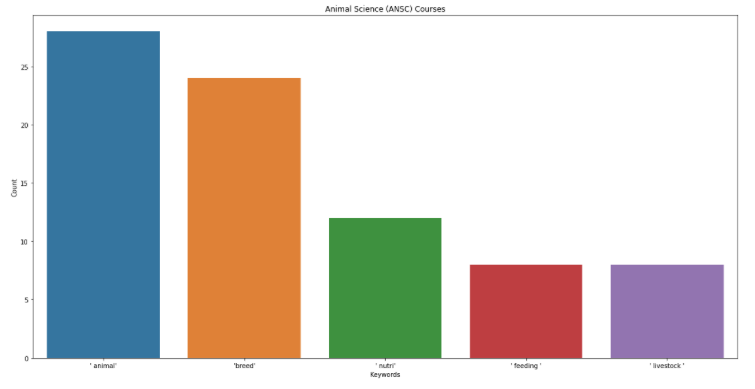 Animal Science (ANSC) Courses
Count
25
20
15
10
5
0
' animal'
'breed'
' nutri'
' feeding '
' livestock '
Keywords